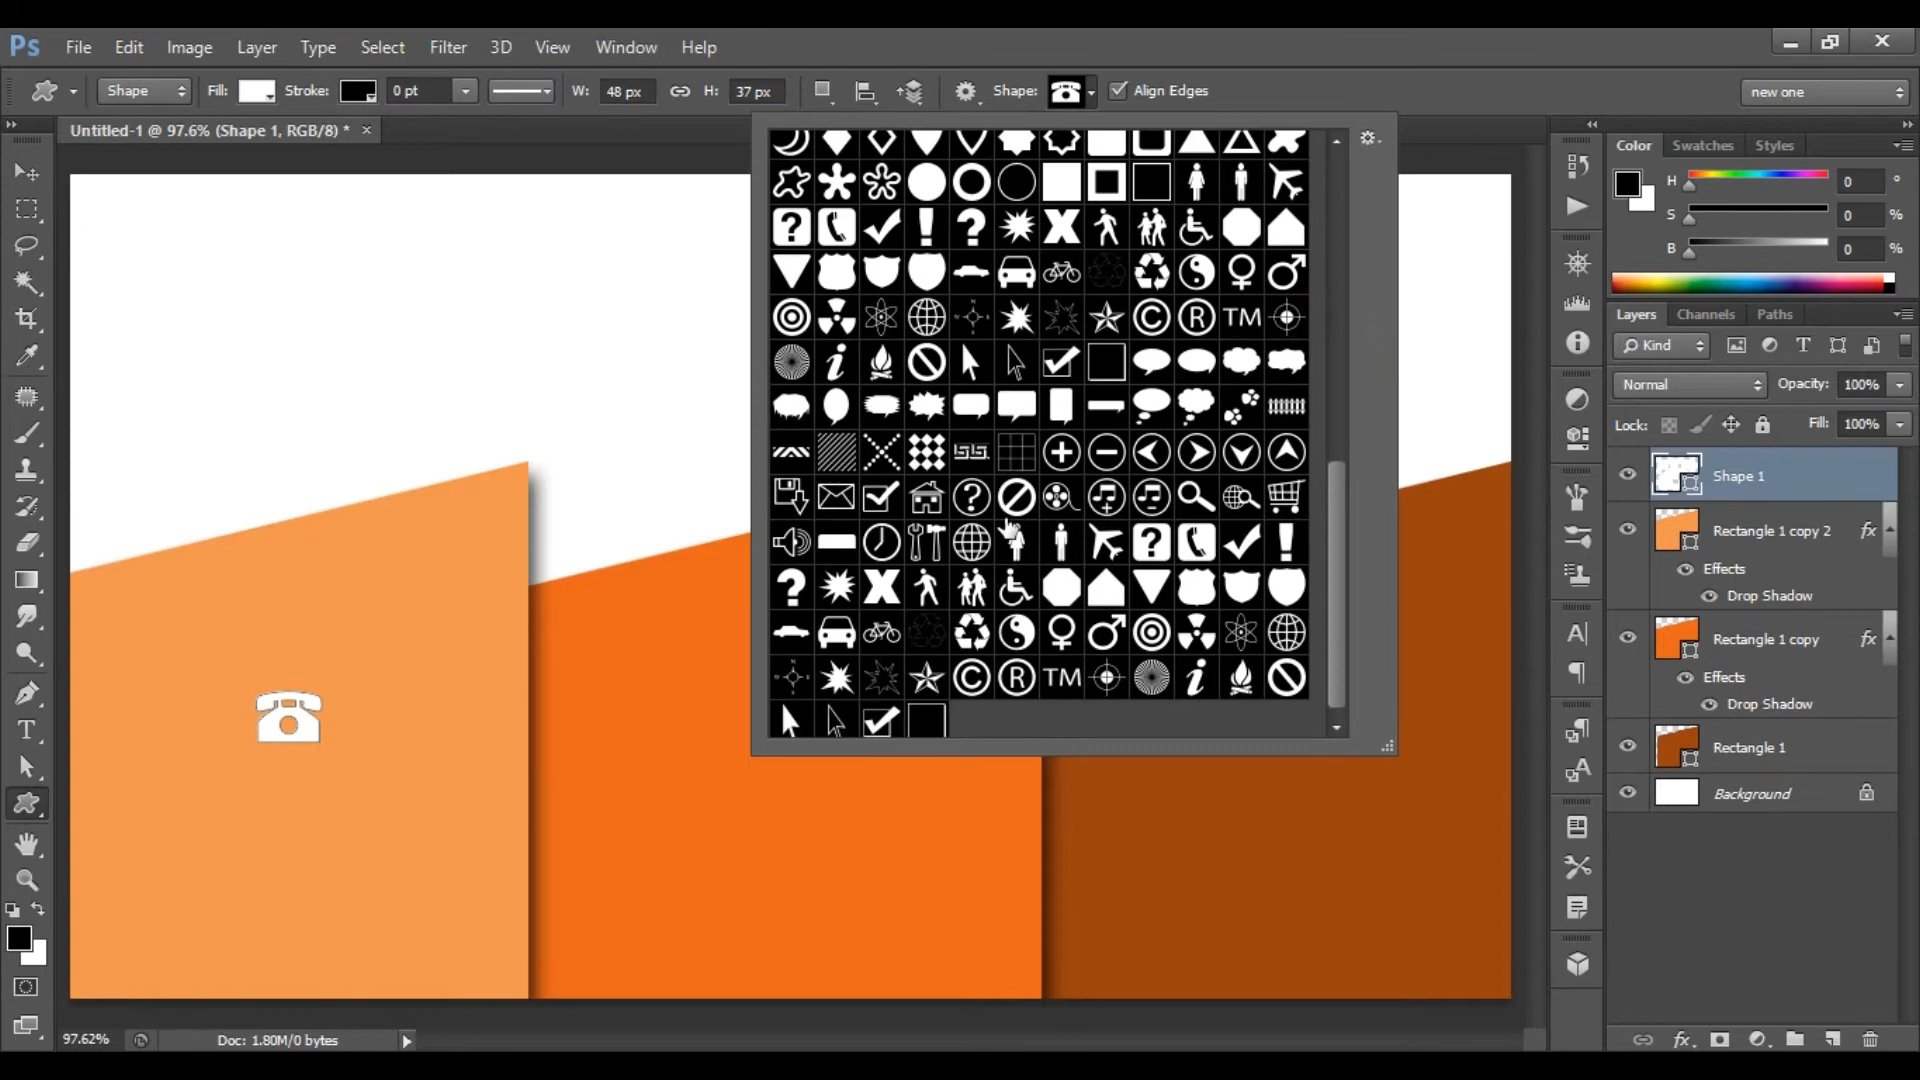 Ps File Edit Image Layer Type Select Filter 3D View Window Help
Shape Fill: Stroke: 0 pt W: 48 px H: 37 px Shape: Align Edges new one
Untitled-1 @ 97.6% (Shape 1, RGB/8) *
Color Swatches Styles
H 0 °
S 0 %
B 0 %
Layers Channels Paths
Kind
Normal Opacity: 100%
Lock: Fill: 100%
Shape 1
Rectangle 1 copy 2 fx
Effects
Drop Shadow
Rectangle 1 copy fx
Effects
Drop Shadow
Rectangle 1
Background
97.62% Doc: 1.80M/0 bytes